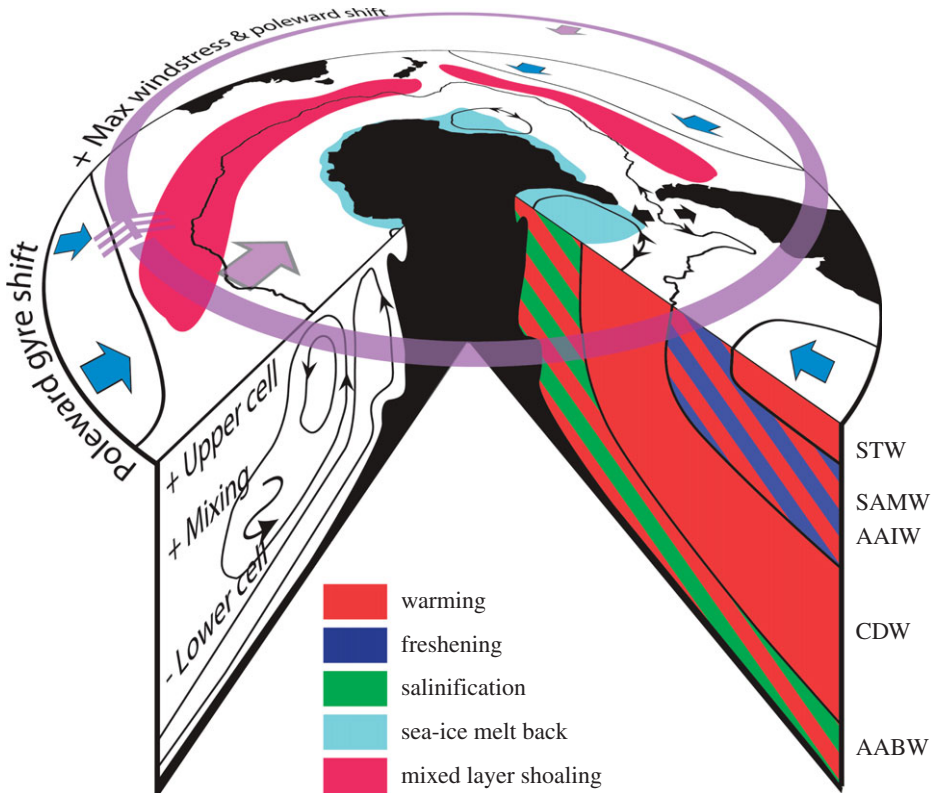 + Max windstress & poleward shift
Poleward gyre shift
+ Upper cell
+ Mixing
- Lower cell
STW
SAMW
AAIW
CDW
AABW
warming
freshening
salinification
sea-ice melt back
mixed layer shoaling